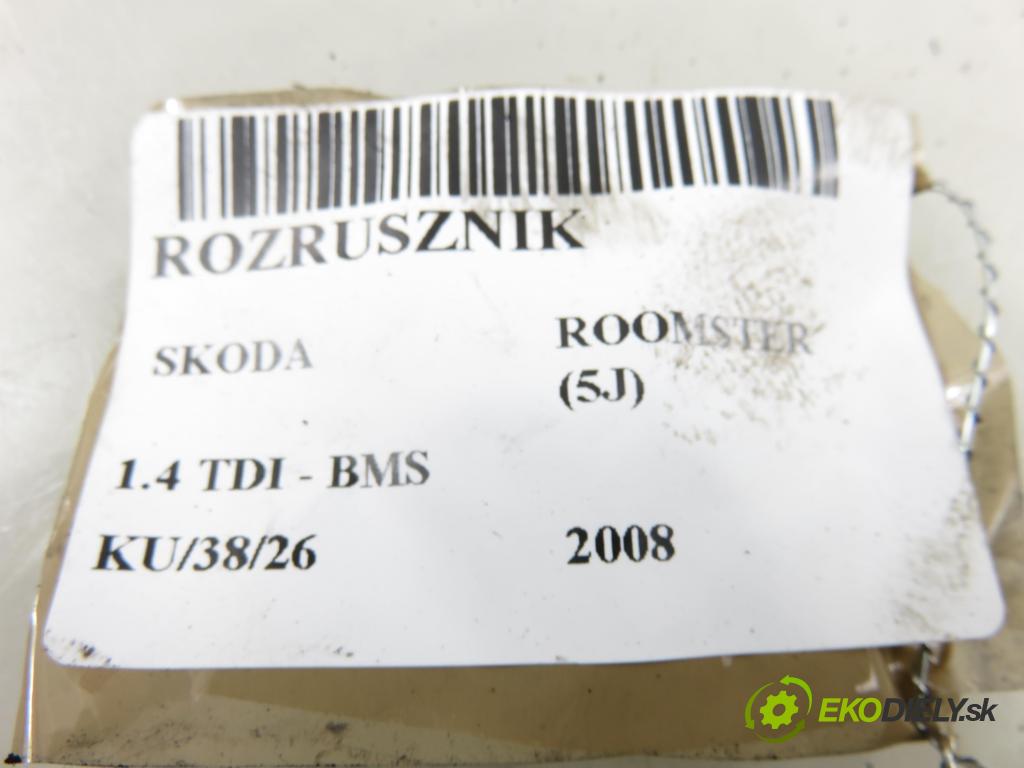 ROZRUSZNIK
SKODA
ROOMSTER
(5J)
1.4 TDI - BMS
KU/38/26
2008
EKODIELY.sk